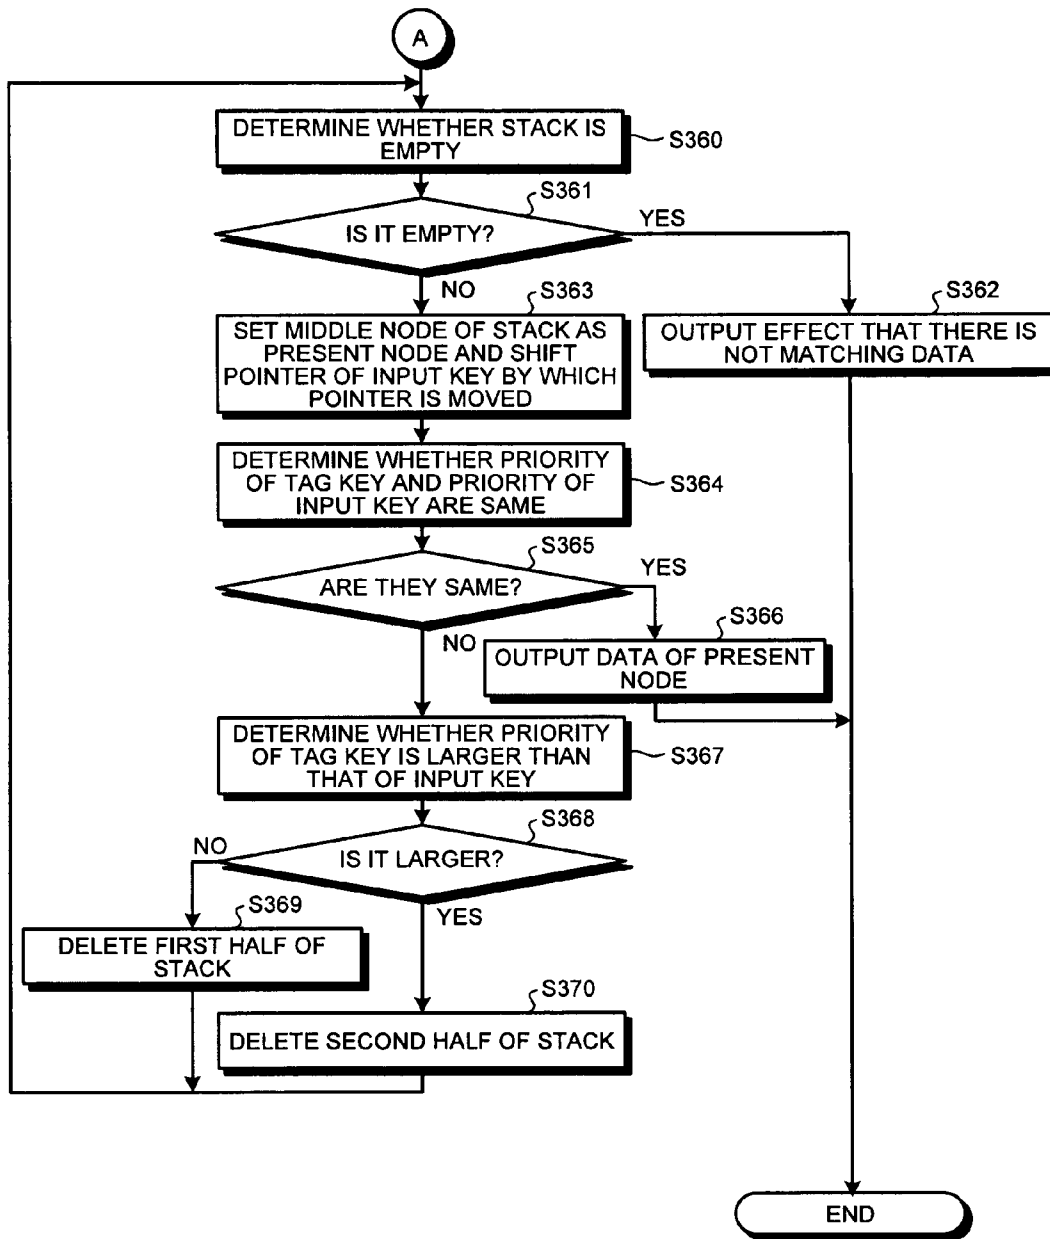 A
DETERMINE WHETHER STACK IS
EMPTY
S360
S361
IS IT EMPTY?
YES
NO
S363
SET MIDDLE NODE OF STACK AS
PRESENT NODE AND SHIFT
POINTER OF INPUT KEY BY WHICH
POINTER IS MOVED
S362
OUTPUT EFFECT THAT THERE IS
NOT MATCHING DATA
DETERMINE WHETHER PRIORITY
OF TAG KEY AND PRIORITY OF
INPUT KEY ARE SAME
S364
S365
ARE THEY SAME?
YES
NO
S366
OUTPUT DATA OF PRESENT
NODE
DETERMINE WHETHER PRIORITY
OF TAG KEY IS LARGER THAN
THAT OF INPUT KEY
S367
S368
IS IT LARGER?
NO
YES
S369
DELETE FIRST HALF OF
STACK
S370
DELETE SECOND HALF OF STACK
END